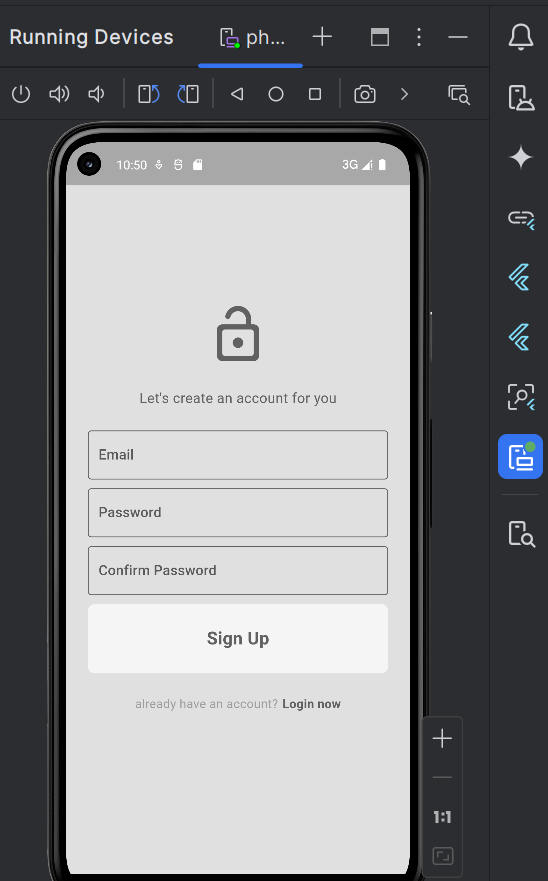 Running Devices
ph...
10:50
3G
Let's create an account for you
Email
Password
Confirm Password
Sign Up
already have an account? Login now
1:1